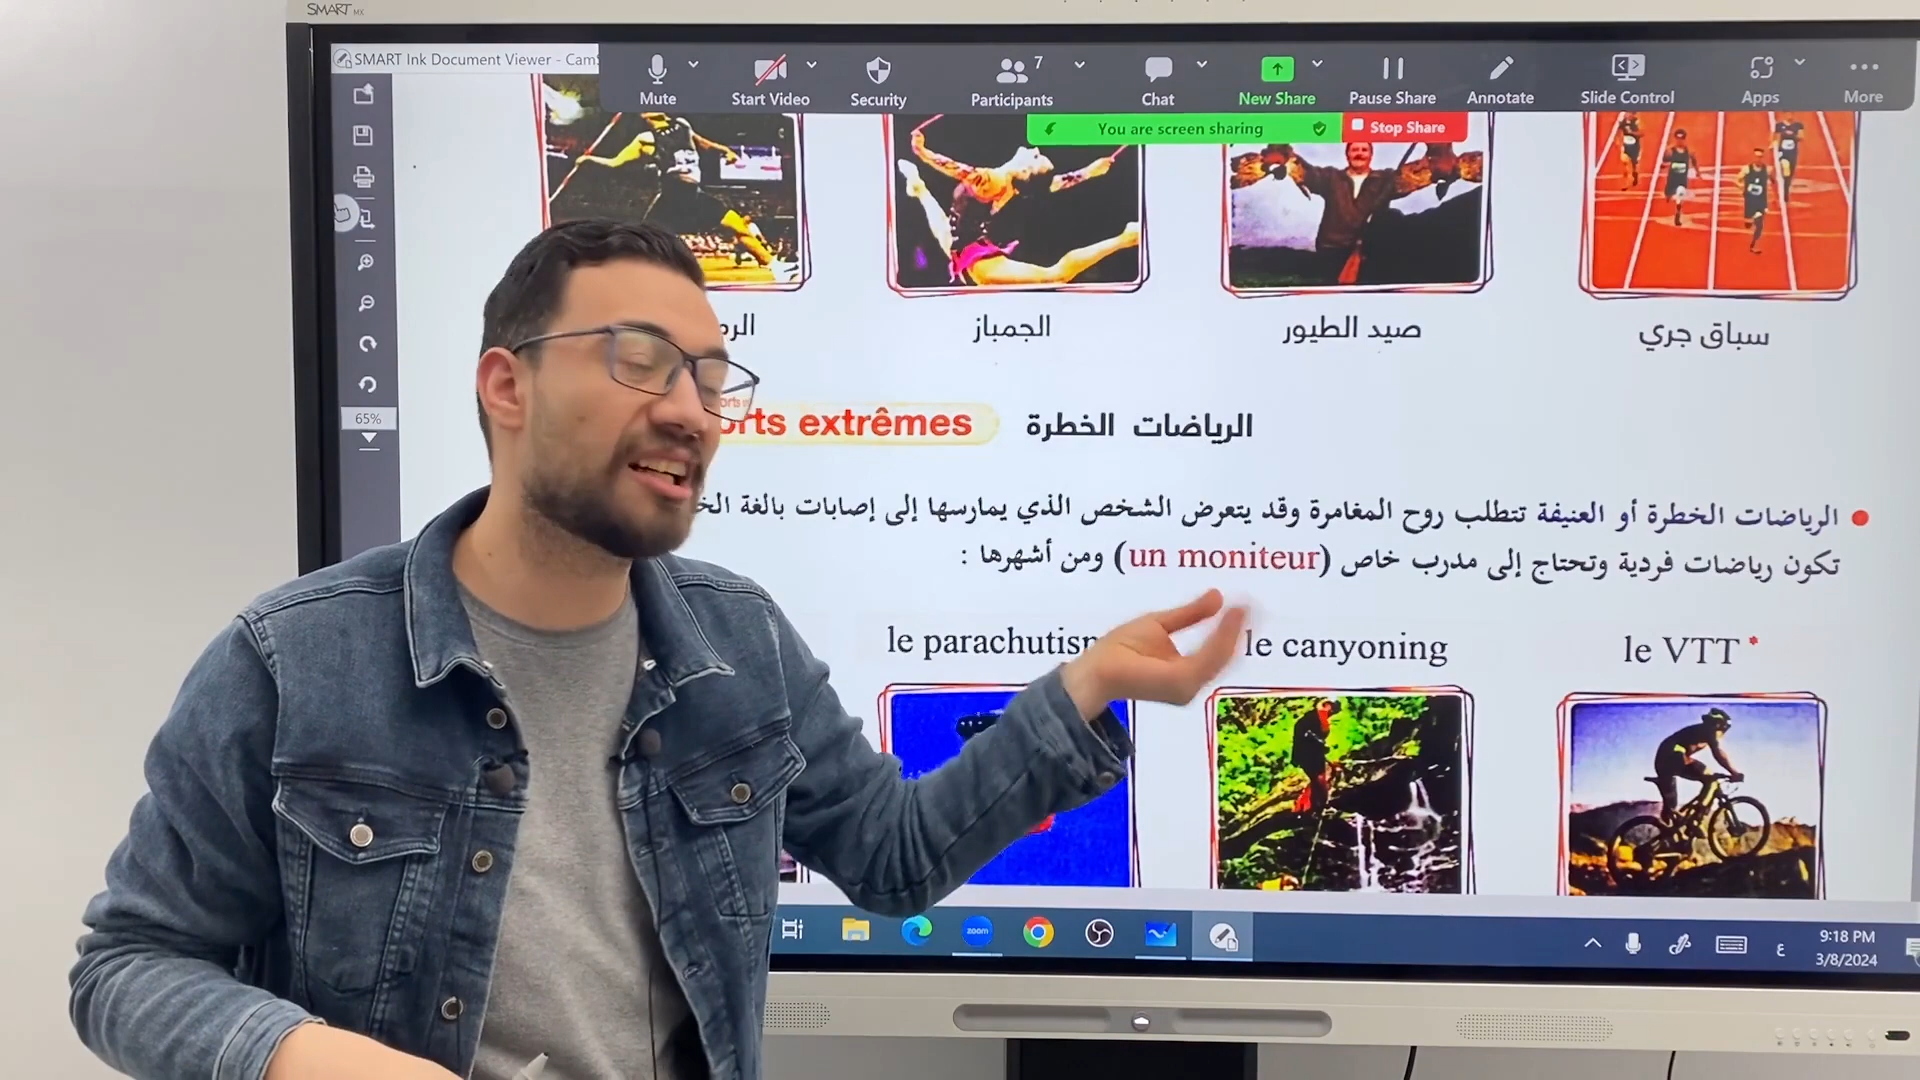 SMART MX
SMART Ink Document Viewer - Cam
Mute
Start Video
Security
7
Participants
Chat
New Share
Pause Share
Annotate
Slide Control
Apps
More
You are screen sharing
Stop Share
الجمباز
صيد الطيور
سباق جري
65%
extrêmes
الرياضات الخطرة
الرياضات الخطرة أو العنيفة تتطلب روح المغامرة وقد يتعرض الشخص الذي يمارسها إلى إصابات بالغة
تكون رياضات فردية وتحتاج إلى مدرب خاص (un moniteur) ومن أشهرها :
le parachutis
le canyoning
le VTT *
zoom
ع
9:18 PM
3/8/2024